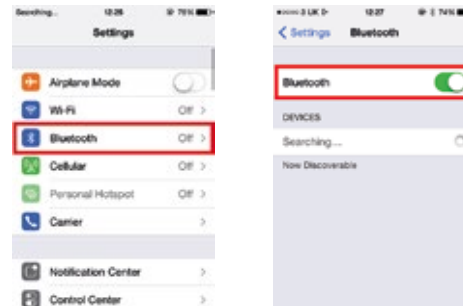 Searching... 12:26 75%
Settings
Airplane Mode
Wi-Fi Off
Bluetooth Off
Cellular Off
Personal Hotspot Off
Carrier
Notification Center
Control Center
3 UK 12:27 74%
Settings Bluetooth
Bluetooth
DEVICES
Searching...
Now Discoverable